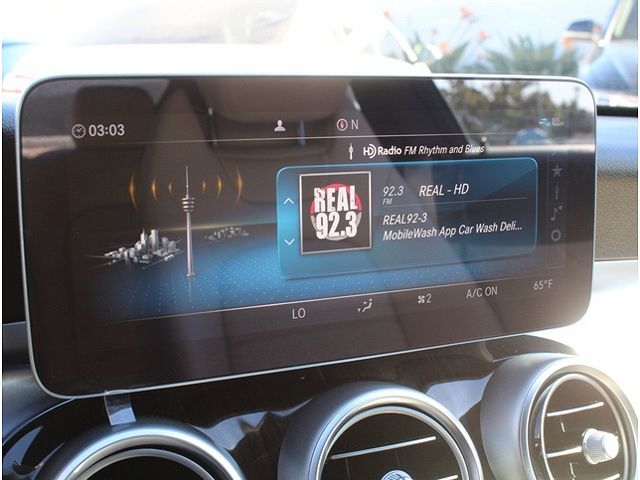 03:03
N
HD Radio FM Rhythm and Blues
92.3 REAL - HD
FM
REAL
92.3
REAL92-3
MobileWash App Car Wash Deli...
LO
2
A/C ON
65°F